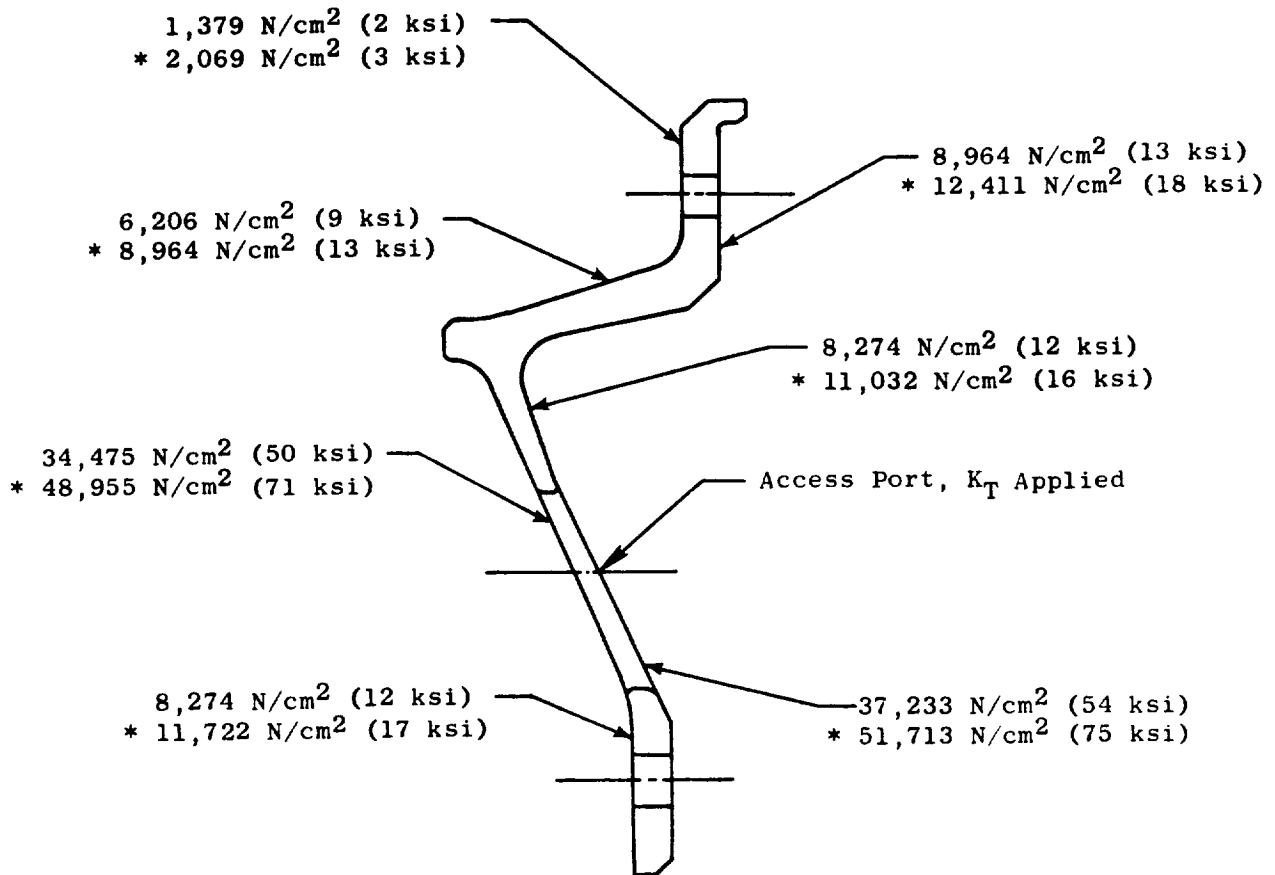 1,379 N/cm² (2 ksi)
* 2,069 N/cm² (3 ksi)
8,964 N/cm² (13 ksi)
* 12,411 N/cm² (18 ksi)
6,206 N/cm² (9 ksi)
* 8,964 N/cm² (13 ksi)
8,274 N/cm² (12 ksi)
* 11,032 N/cm² (16 ksi)
34,475 N/cm² (50 ksi)
* 48,955 N/cm² (71 ksi)
Access Port, K_T Applied
8,274 N/cm² (12 ksi)
* 11,722 N/cm² (17 ksi)
37,233 N/cm² (54 ksi)
* 51,713 N/cm² (75 ksi)